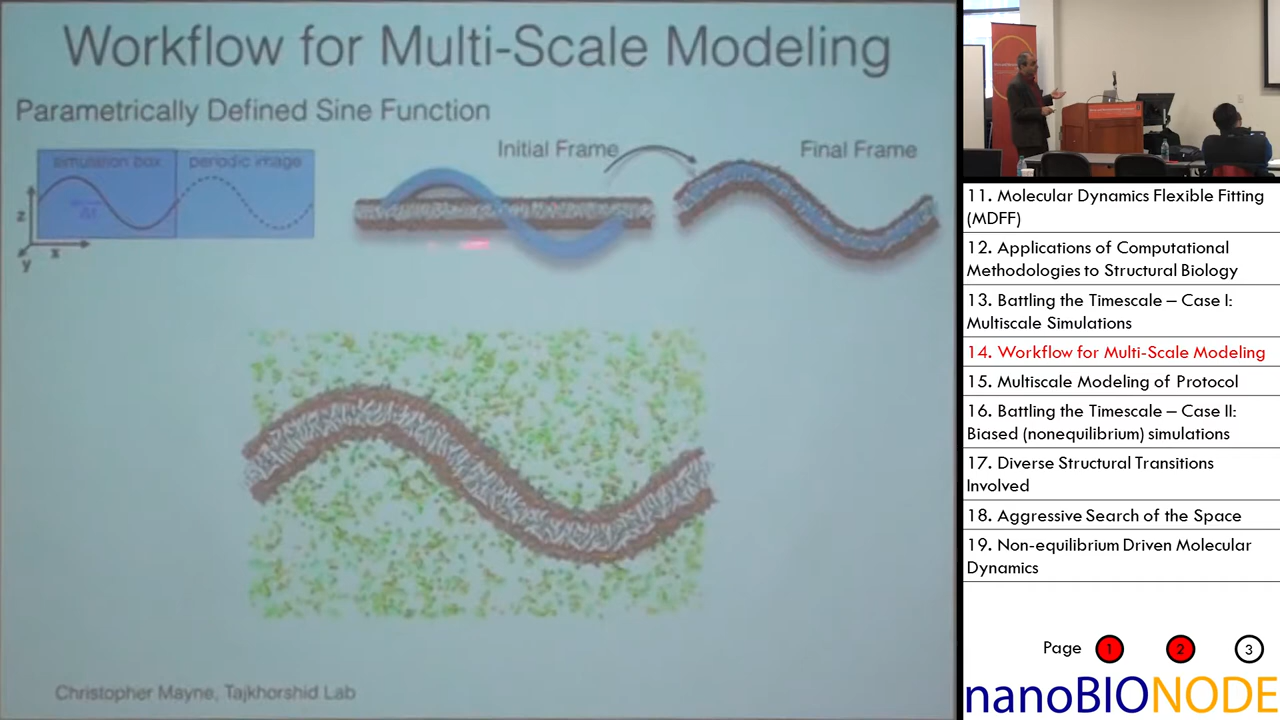 Workflow for Multi-Scale Modeling
Parametrically Defined Sine Function
simulation box
periodic image
Initial Frame
Final Frame
z
x
y
Christopher Mayne, Tajkhorshid Lab
11. Molecular Dynamics Flexible Fitting
(MDFF)
12. Applications of Computational
Methodologies to Structural Biology
13. Battling the Timescale – Case I:
Multiscale Simulations
14. Workflow for Multi-Scale Modeling
15. Multiscale Modeling of Protocol
16. Battling the Timescale – Case II:
Biased (nonequilibrium) simulations
17. Diverse Structural Transitions
Involved
18. Aggressive Search of the Space
19. Non-equilibrium Driven Molecular
Dynamics
Page 1 2 3
nanoBIONODE